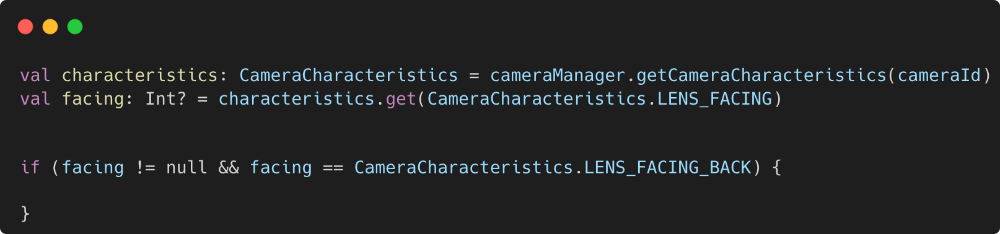 val characteristics: CameraCharacteristics = cameraManager.getCameraCharacteristics(cameraId)
val facing: Int? = characteristics.get(CameraCharacteristics.LENS_FACING)
if (facing != null && facing == CameraCharacteristics.LENS_FACING_BACK) {
}